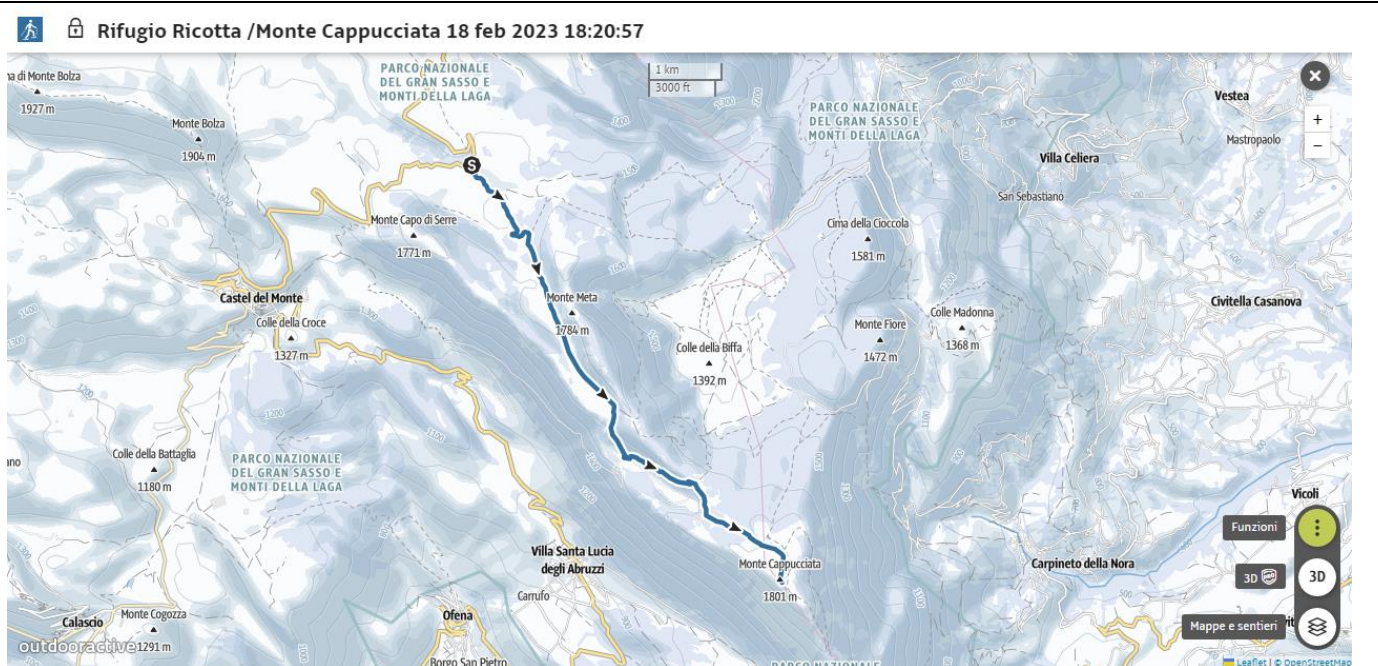 Rifugio Ricotta /Monte Cappucciata 18 feb 2023 18:20:57
na di Monte Bolza
1927 m
Monte Bolza
1904 m
PARCO NAZIONALE
DEL GRAN SASSO E
MONTI DELLA LAGA
1 km
3000 ft
PARCO NAZIONALE
DEL GRAN SASSO E
MONTI DELLA LAGA
Vestea
+
−
Mastropaolo
Villa Celiera
San Sebastiano
S
Monte Capo di Serre
1771 m
Cima della Cioccola
1581 m
Castel del Monte
Colle della Croce
1327 m
Monte Meta
1784 m
Colle della Biffa
1392 m
Monte Fiore
1472 m
Colle Madonna
1368 m
Civitella Casanova
Colle della Battaglia
1180 m
PARCO NAZIONALE
DEL GRAN SASSO E
MONTI DELLA LAGA
Vicoli
Funzioni
Villa Santa Lucia
degli Abruzzi
Carrufo
Monte Cappucciata
1801 m
Carpineto della Nora
3D PRO
3D
Mappe e sentieri
Calascio
Monte Cogozza
1291 m
Ofena
Borgo San Pietro
outdooractive
PARCO NAZIONALE
Leaflet | © OpenStreetMap